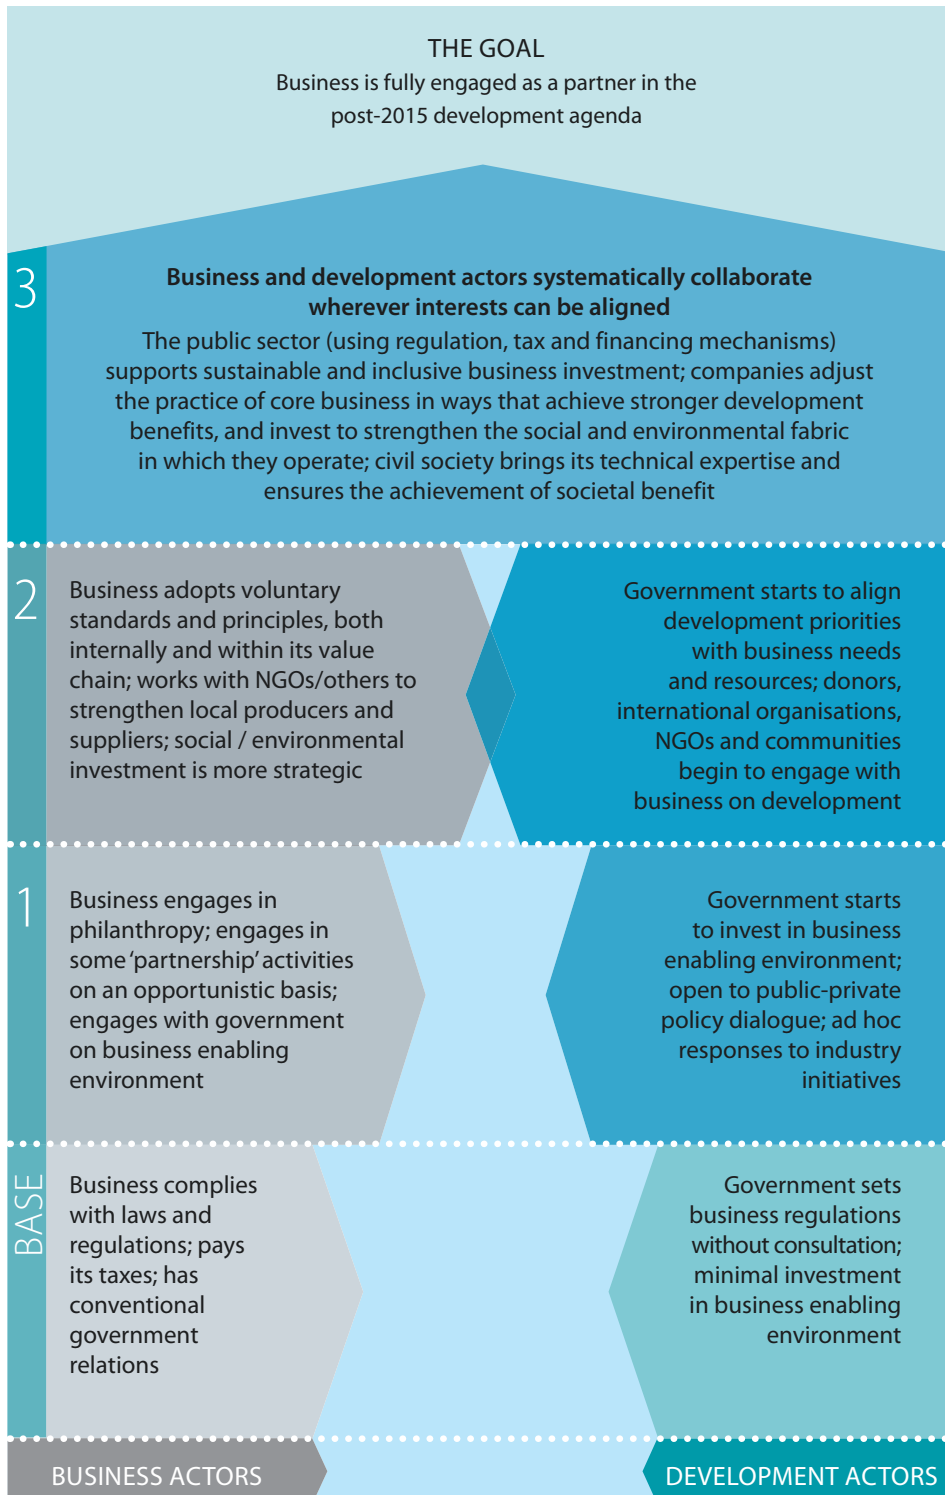 THE GOAL
Business is fully engaged as a partner in the
post-2015 development agenda
3
Business and development actors systematically collaborate
wherever interests can be aligned
The public sector (using regulation, tax and financing mechanisms)
supports sustainable and inclusive business investment; companies adjust
the practice of core business in ways that achieve stronger development
benefits, and invest to strengthen the social and environmental fabric
in which they operate; civil society brings its technical expertise and
ensures the achievement of societal benefit
2
Business adopts voluntary
standards and principles, both
internally and within its value
chain; works with NGOs/others to
strengthen local producers and
suppliers; social / environmental
investment is more strategic
Government starts to align
development priorities
with business needs
and resources; donors,
international organisations,
NGOs and communities
begin to engage with
business on development
1
Business engages in
philanthropy; engages in
some ‘partnership’ activities
on an opportunistic basis;
engages with government
on business enabling
environment
Government starts
to invest in business
enabling environment;
open to public-private
policy dialogue; ad hoc
responses to industry
initiatives
BASE
Business complies
with laws and
regulations; pays
its taxes; has
conventional
government
relations
Government sets
business regulations
without consultation;
minimal investment
in business enabling
environment
BUSINESS ACTORS
DEVELOPMENT ACTORS